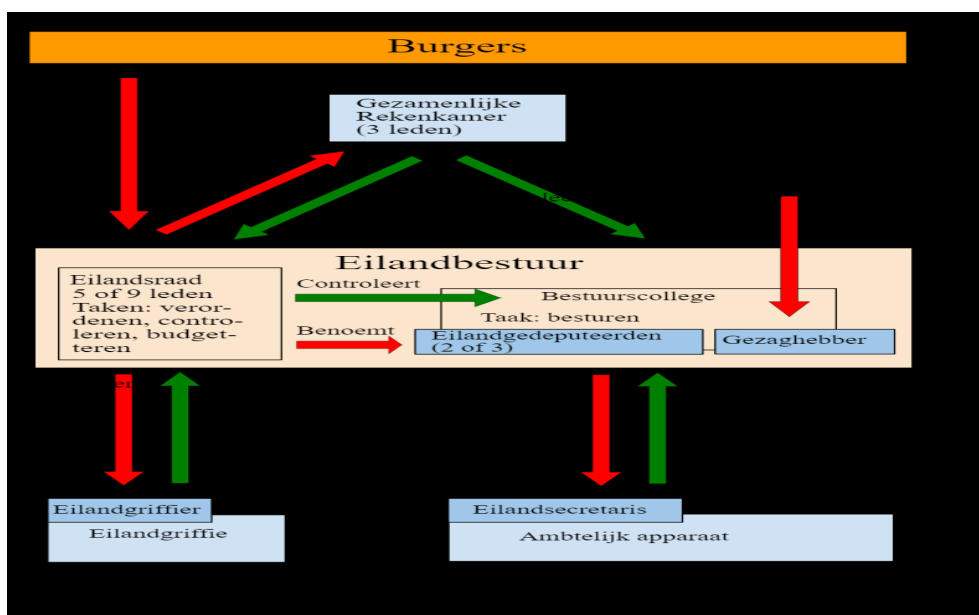 Burgers
Gezamenlijke
Rekenkamer
(3 leden)
Eilandbestuur
Eilandsraad
5 of 9 leden
Taken: veror-
denen, contro-
leren, budget-
teren
Controleert
Benoemt
Bestuurscollege
Taak: besturen
Eilandgedeputeerden
(2 of 3)
Gezaghebber
Eilandgriffier
Eilandgriffie
Eilandsecretaris
Ambtelijk apparaat